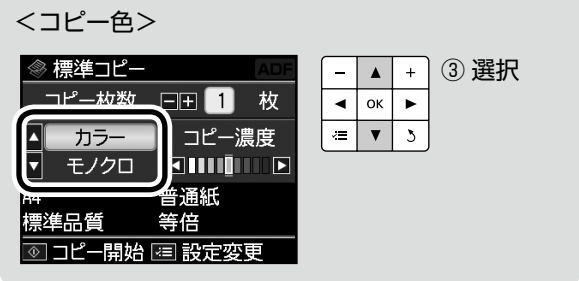 ＜コピー色＞
標準コピー ADF
コピー枚数 －＋ 1 枚
▲ カラー コピー濃度
▼ モノクロ
A4 普通紙
標準品質 等倍
コピー開始 設定変更
－ ▲ ＋
◀ OK ▶
▼
③ 選択